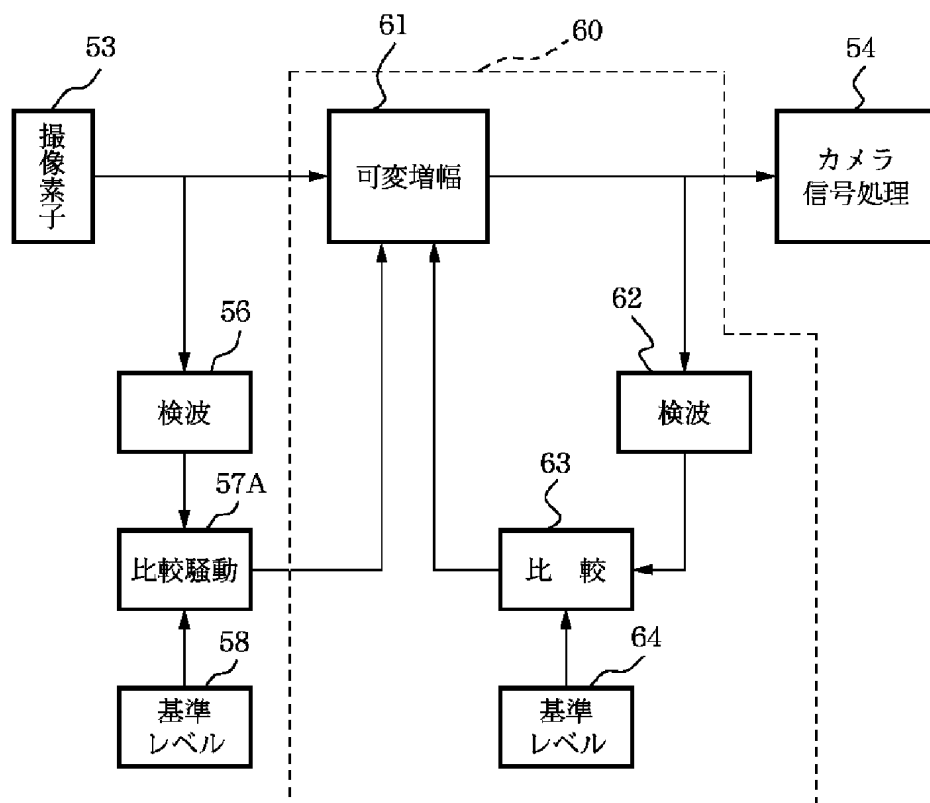 53
61
60
54
撮像素子
可変増幅
カメラ
信号処理
56
62
検波
検波
57A
63
比較騒動
比 較
58
64
基準
レベル
基準
レベル